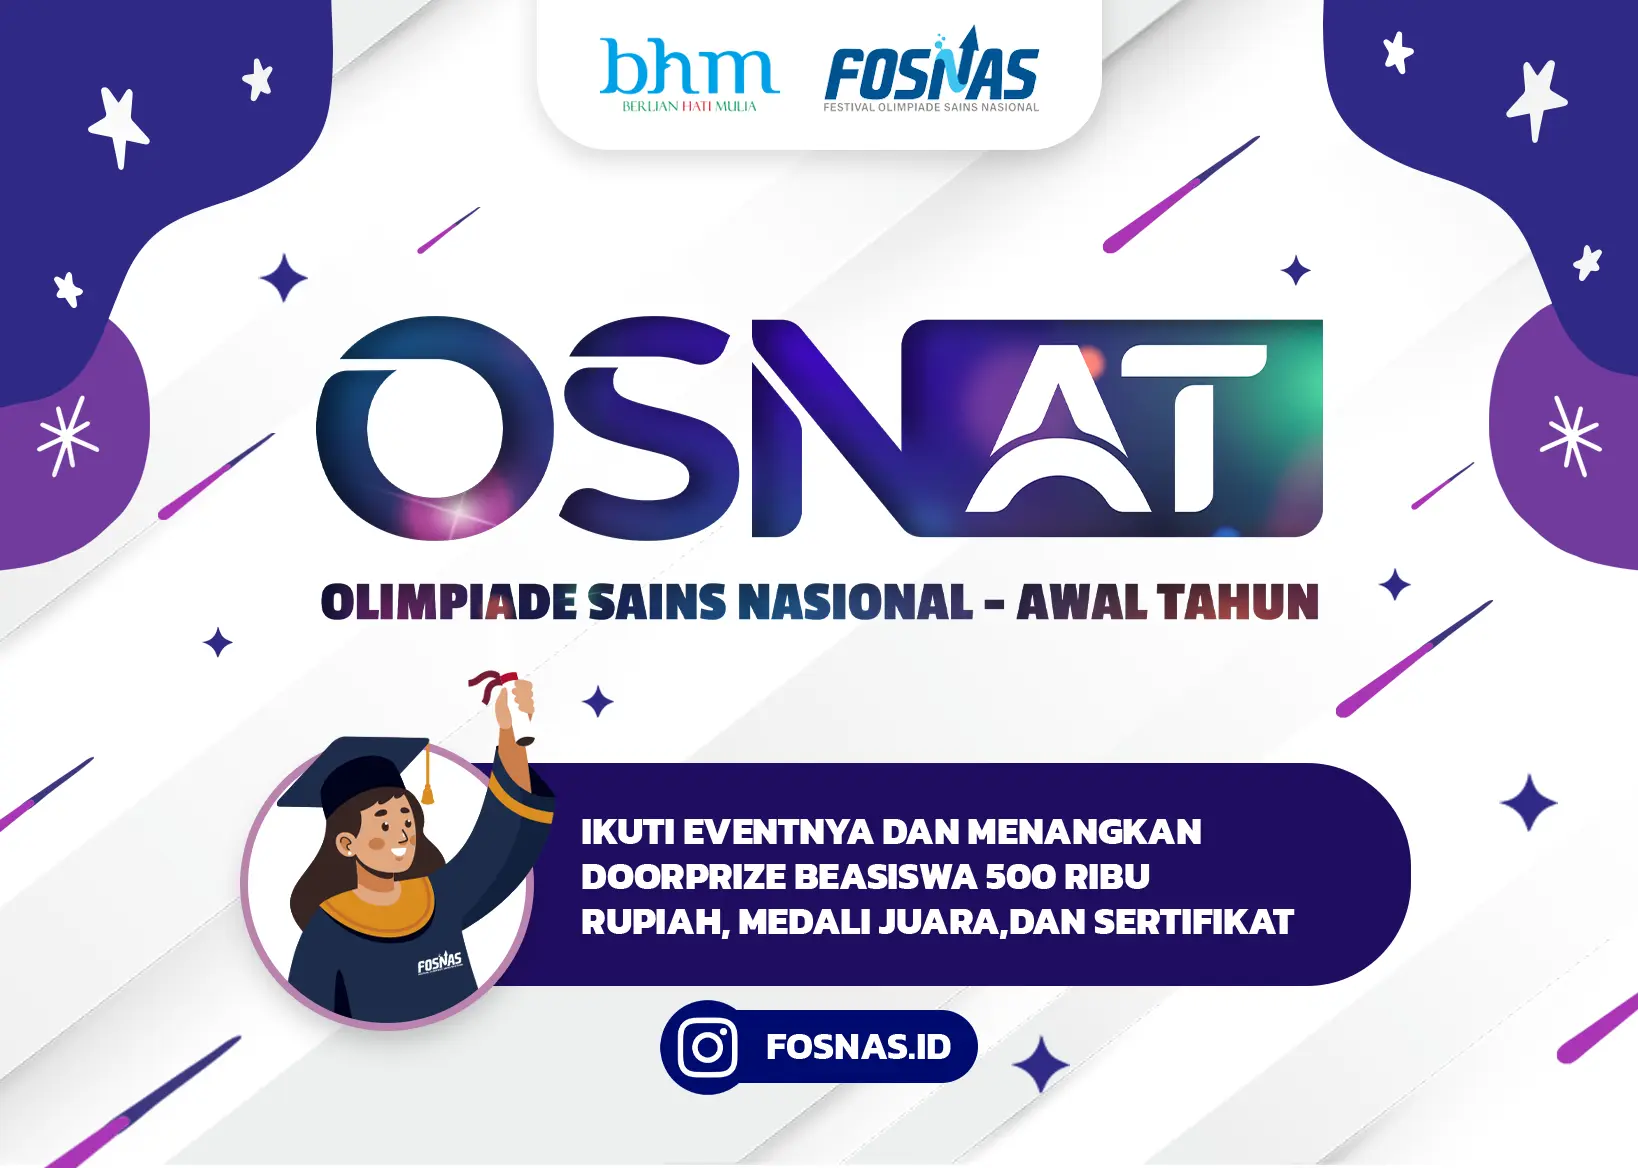 bhm
BERLIAN HATI MULIA
FOSNAS
FESTIVAL OLIMPIADE SAINS NASIONAL
OSNAT
OLIMPIADE SAINS NASIONAL - AWAL TAHUN
IKUTI EVENTNYA DAN MENANGKAN
DOORPRIZE BEASISWA 500 RIBU
RUPIAH, MEDALI JUARA,DAN SERTIFIKAT
FOSNAS
FOSNAS.ID